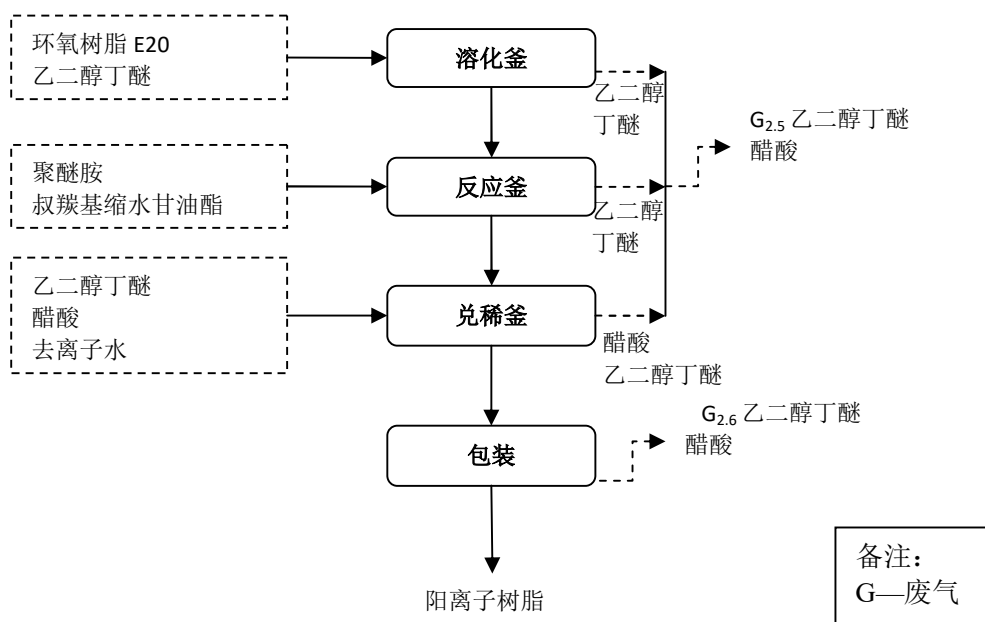 环氧树脂 E20
乙二醇丁醚
溶化釜
乙二醇
丁醚
G2.5 乙二醇丁醚
醋酸
聚醚胺
叔羰基缩水甘油酯
反应釜
乙二醇
丁醚
乙二醇丁醚
醋酸
去离子水
兑稀釜
醋酸
乙二醇丁醚
G2.6 乙二醇丁醚
醋酸
包装
阳离子树脂
备注：
G—废气